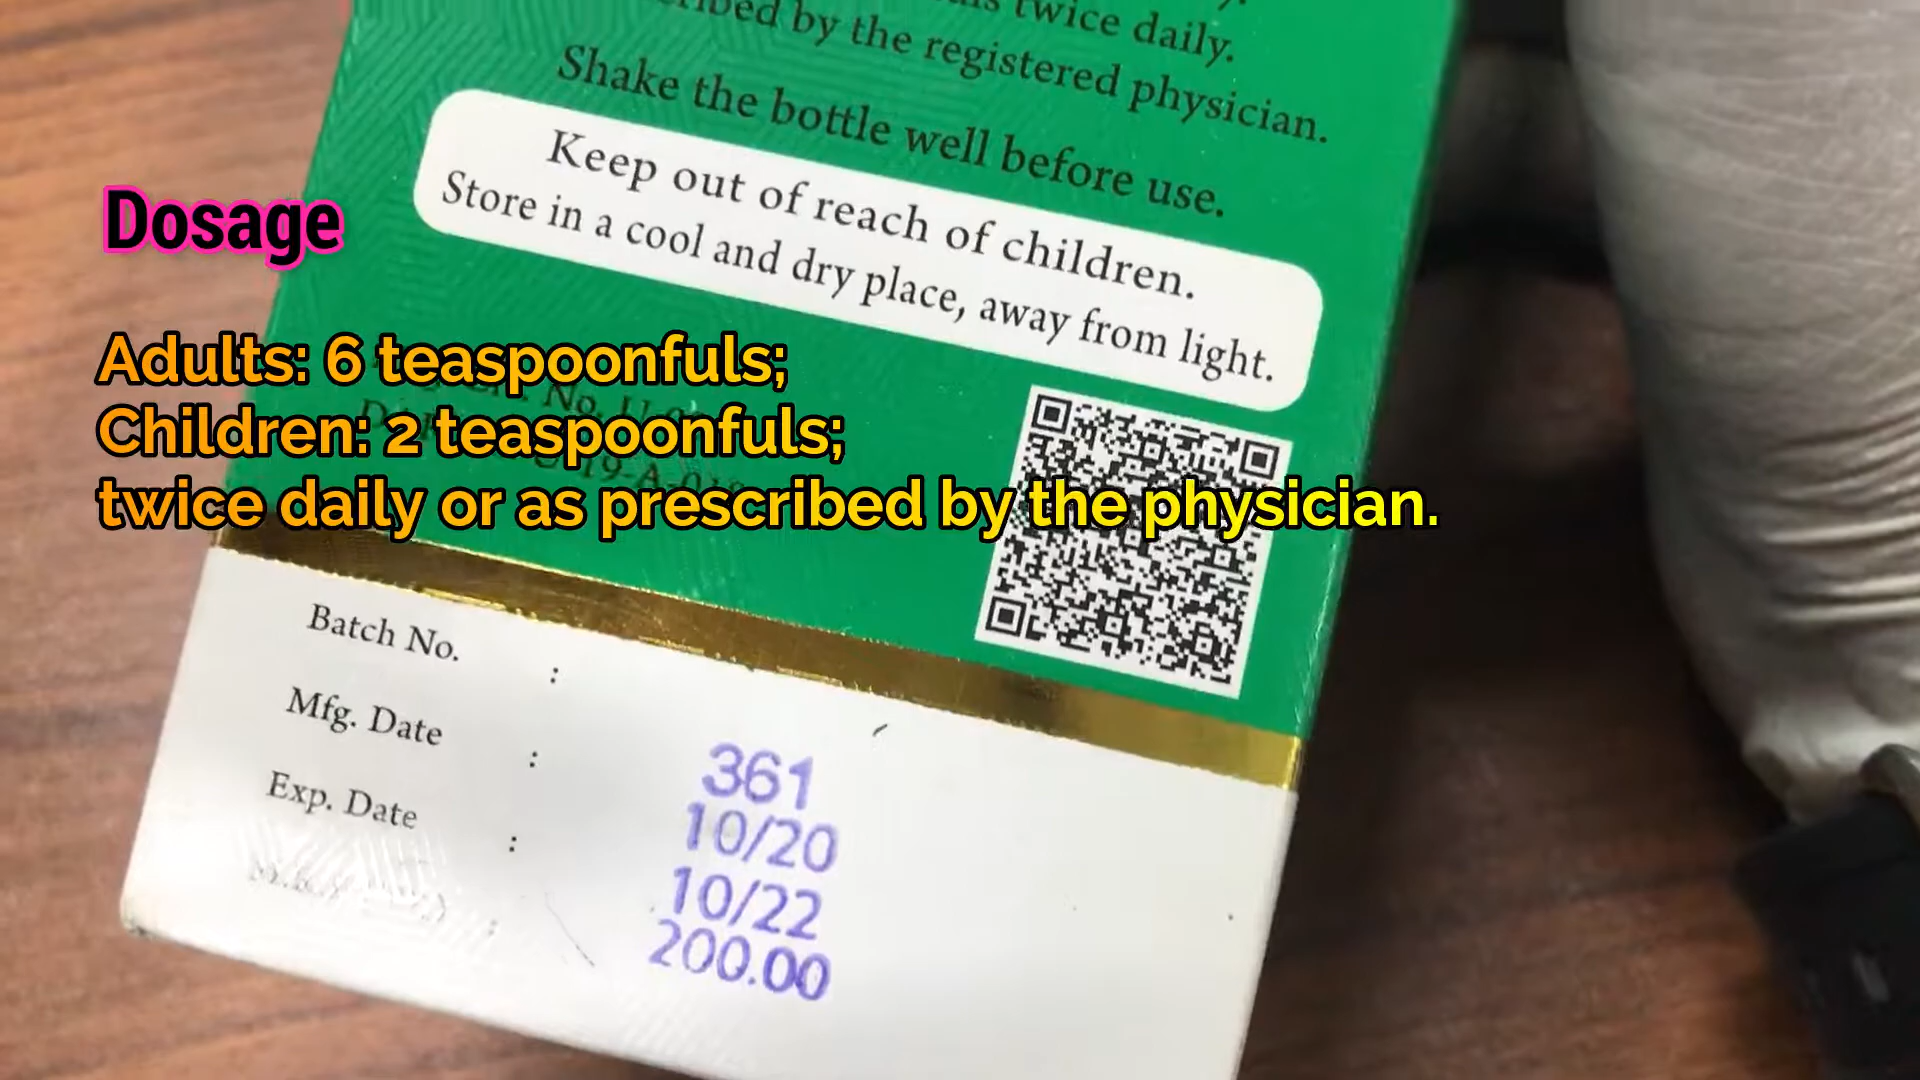 twice daily.
by the registered physician.
Shake the bottle well before use.
Keep out of reach of children.
Store in a cool and dry place, away from light.
Dosage
Adults: 6 teaspoonfuls;
Children: 2 teaspoonfuls;
twice daily or as prescribed by the physician.
Batch No. : 361
Mfg. Date : 10/20
Exp. Date : 10/22
200.00